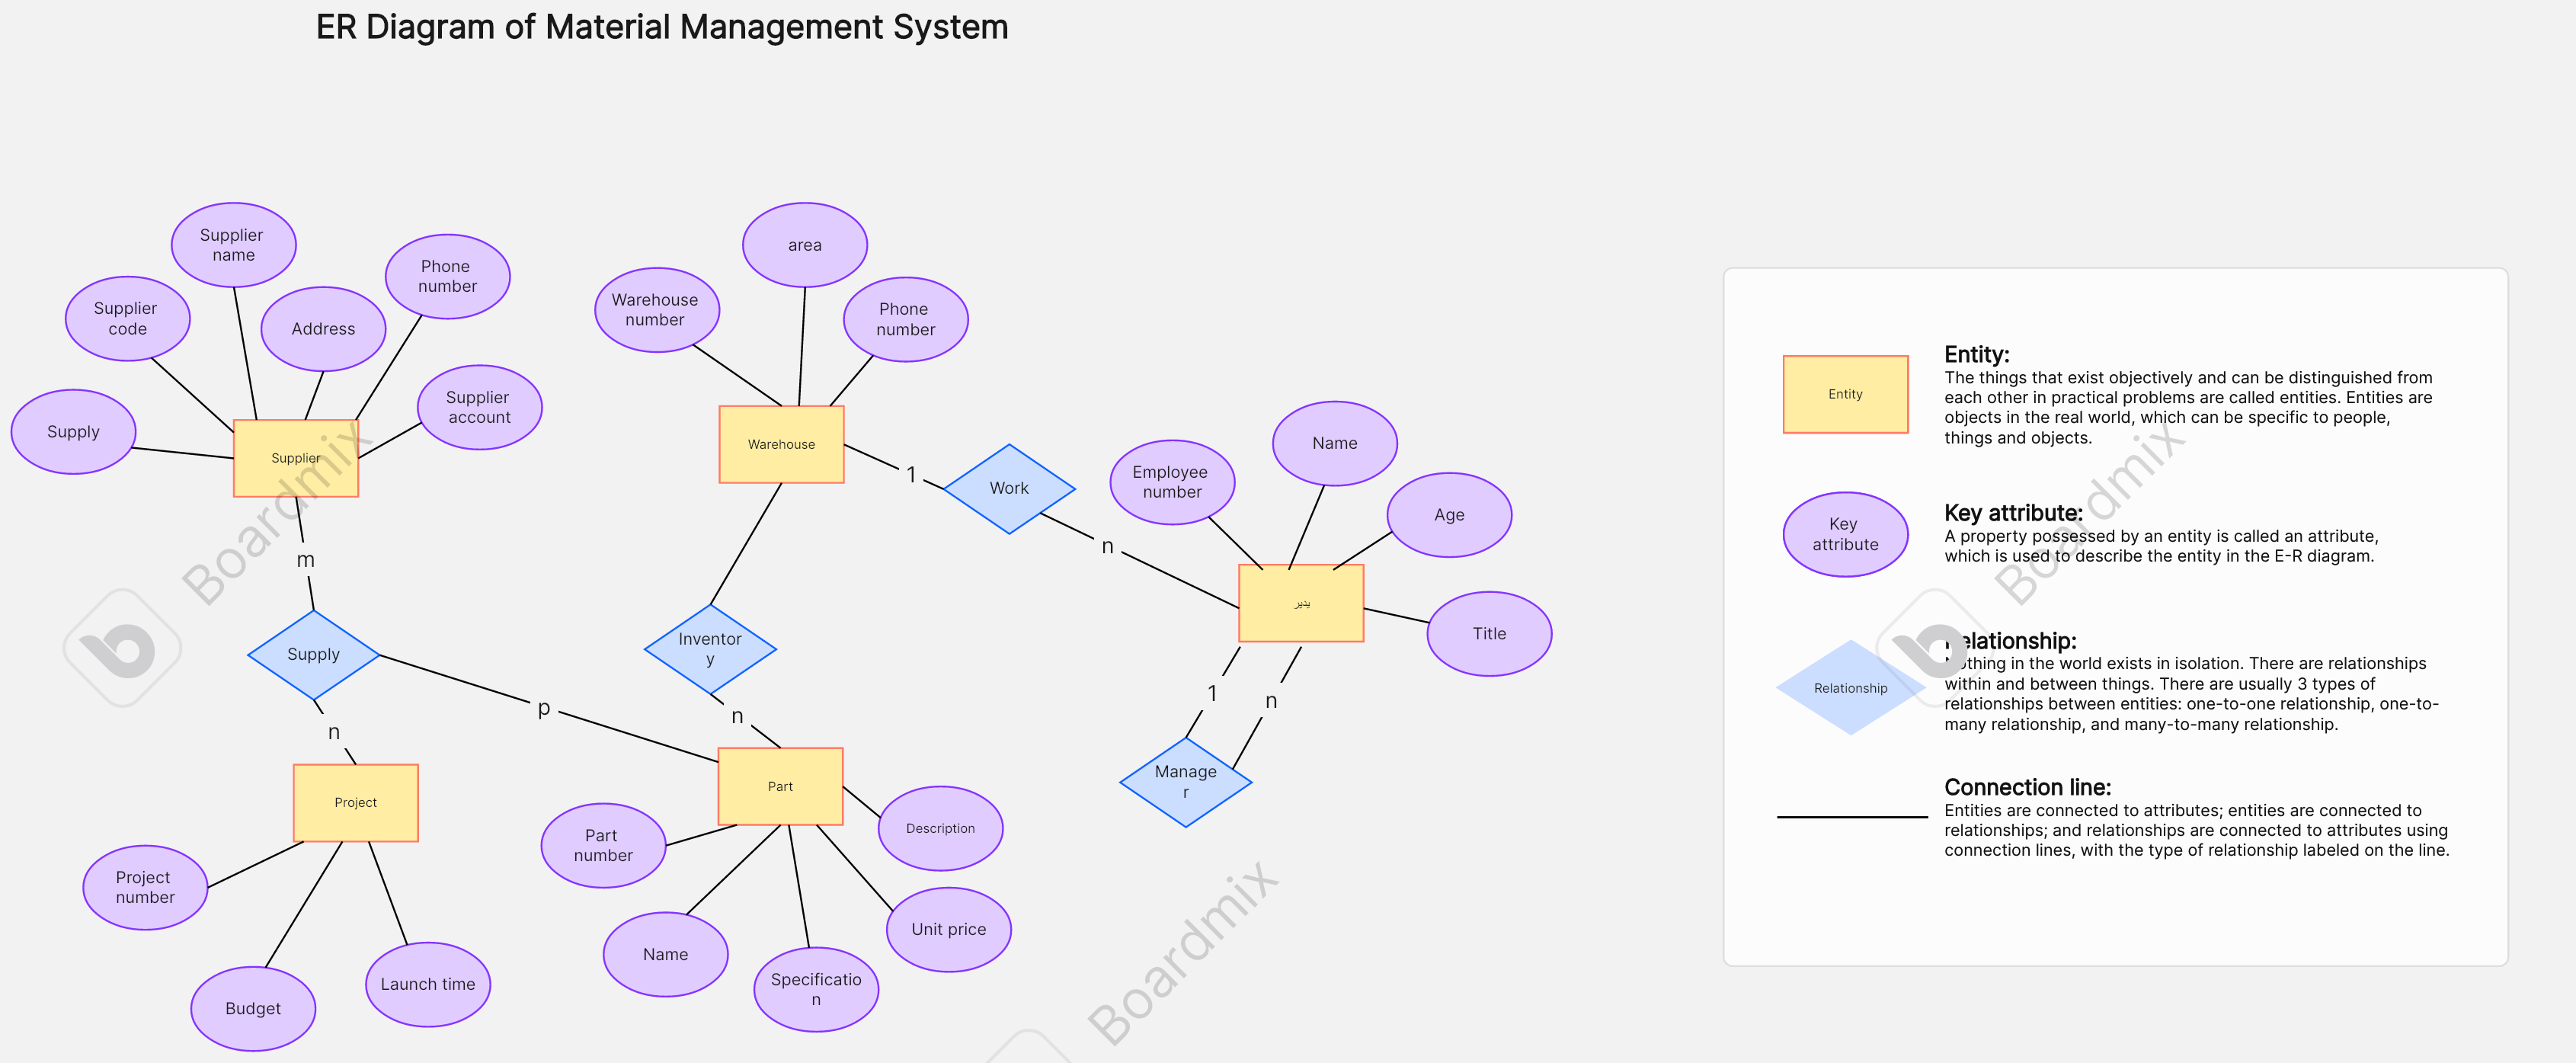 ER Diagram of Material Management System
Supplier
name
Phone
number
Supplier
code
Address
Supplier
account
Supply
Supplier
area
Warehouse
number
Phone
number
Warehouse
1
Work
n
Employee
number
Name
Age
Title
m
Supply
n
p
Inventor
y
n
1
n
Manage
r
Project
Project
number
Budget
Launch time
Part
Part
number
Name
Specificatio
n
Unit price
Description
Entity
Entity:
The things that exist objectively and can be distinguished from
each other in practical problems are called entities. Entities are
objects in the real world, which can be specific to people,
things and objects.
Key
attribute
Key attribute:
A property possessed by an entity is called an attribute,
which is used to describe the entity in the E-R diagram.
Relationship
Relationship:
Nothing in the world exists in isolation. There are relationships
within and between things. There are usually 3 types of
relationships between entities: one-to-one relationship, one-to-
many relationship, and many-to-many relationship.
Connection line:
Entities are connected to attributes; entities are connected to
relationships; and relationships are connected to attributes using
connection lines, with the type of relationship labeled on the line.
Boardmix
Boardmix
Boardmix